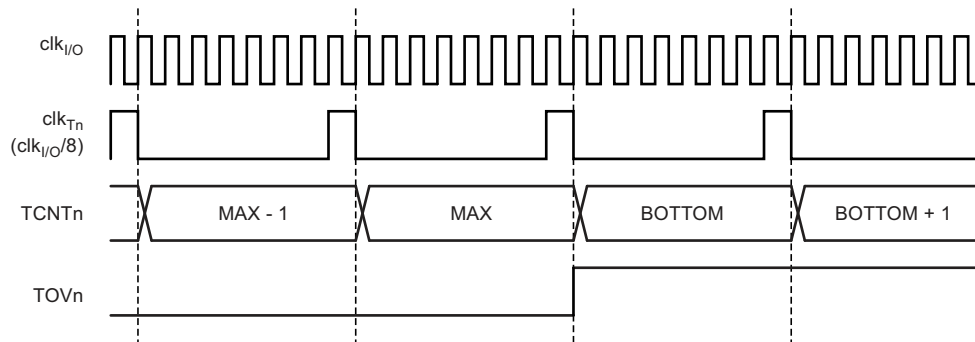 clkI/O
clkTn
(clkI/O/8)
TCNTn MAX - 1 MAX BOTTOM BOTTOM + 1
TOVn